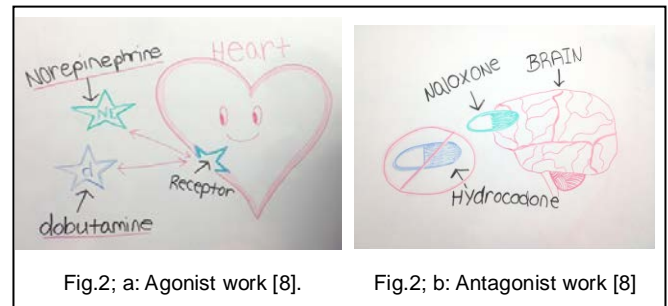 Heart
Norepinephrine
NE
d
Receptor
dobutamine
BRAIN
Naloxone
Hydrocodone
Fig.2; a: Agonist work [8].
Fig.2; b: Antagonist work [8]